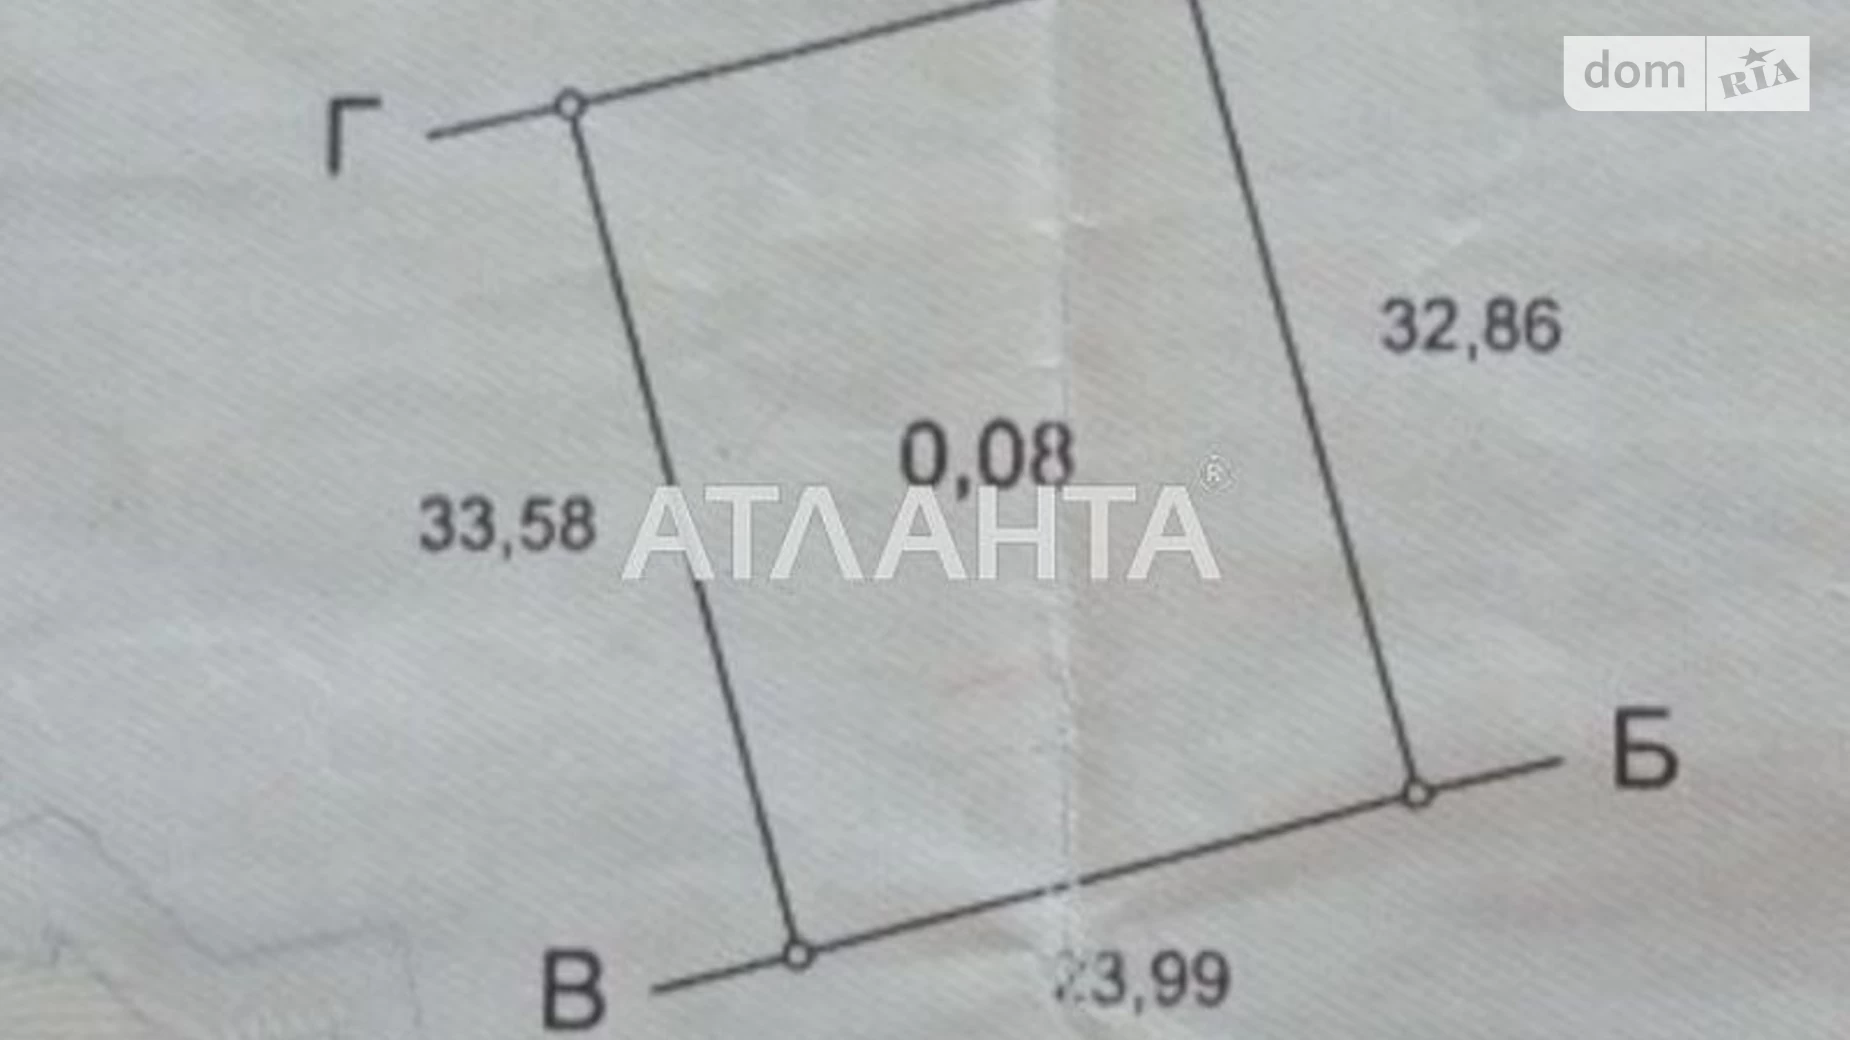 dom RIA
Г
32,86
0,08
33,58
АТЛАНТА®
Б
В
23,99